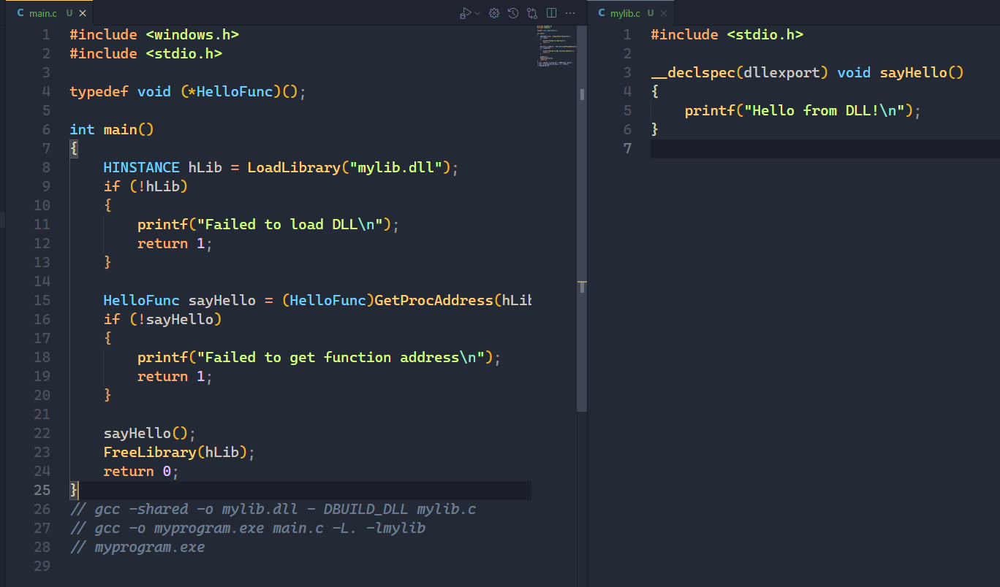 main.c U
#include <windows.h>
#include <stdio.h>
typedef void (*HelloFunc)();
int main()
{
HINSTANCE hLib = LoadLibrary("mylib.dll");
if (!hLib)
{
printf("Failed to load DLL\n");
return 1;
}
HelloFunc sayHello = (HelloFunc)GetProcAddress(hLib
if (!sayHello)
{
printf("Failed to get function address\n");
return 1;
}
sayHello();
FreeLibrary(hLib);
return 0;
}
// gcc -shared -o mylib.dll - DBUILD_DLL mylib.c
// gcc -o myprogram.exe main.c -L. -lmylib
// myprogram.exe
mylib.c U
#include <stdio.h>
__declspec(dllexport) void sayHello()
{
printf("Hello from DLL!\n");
}